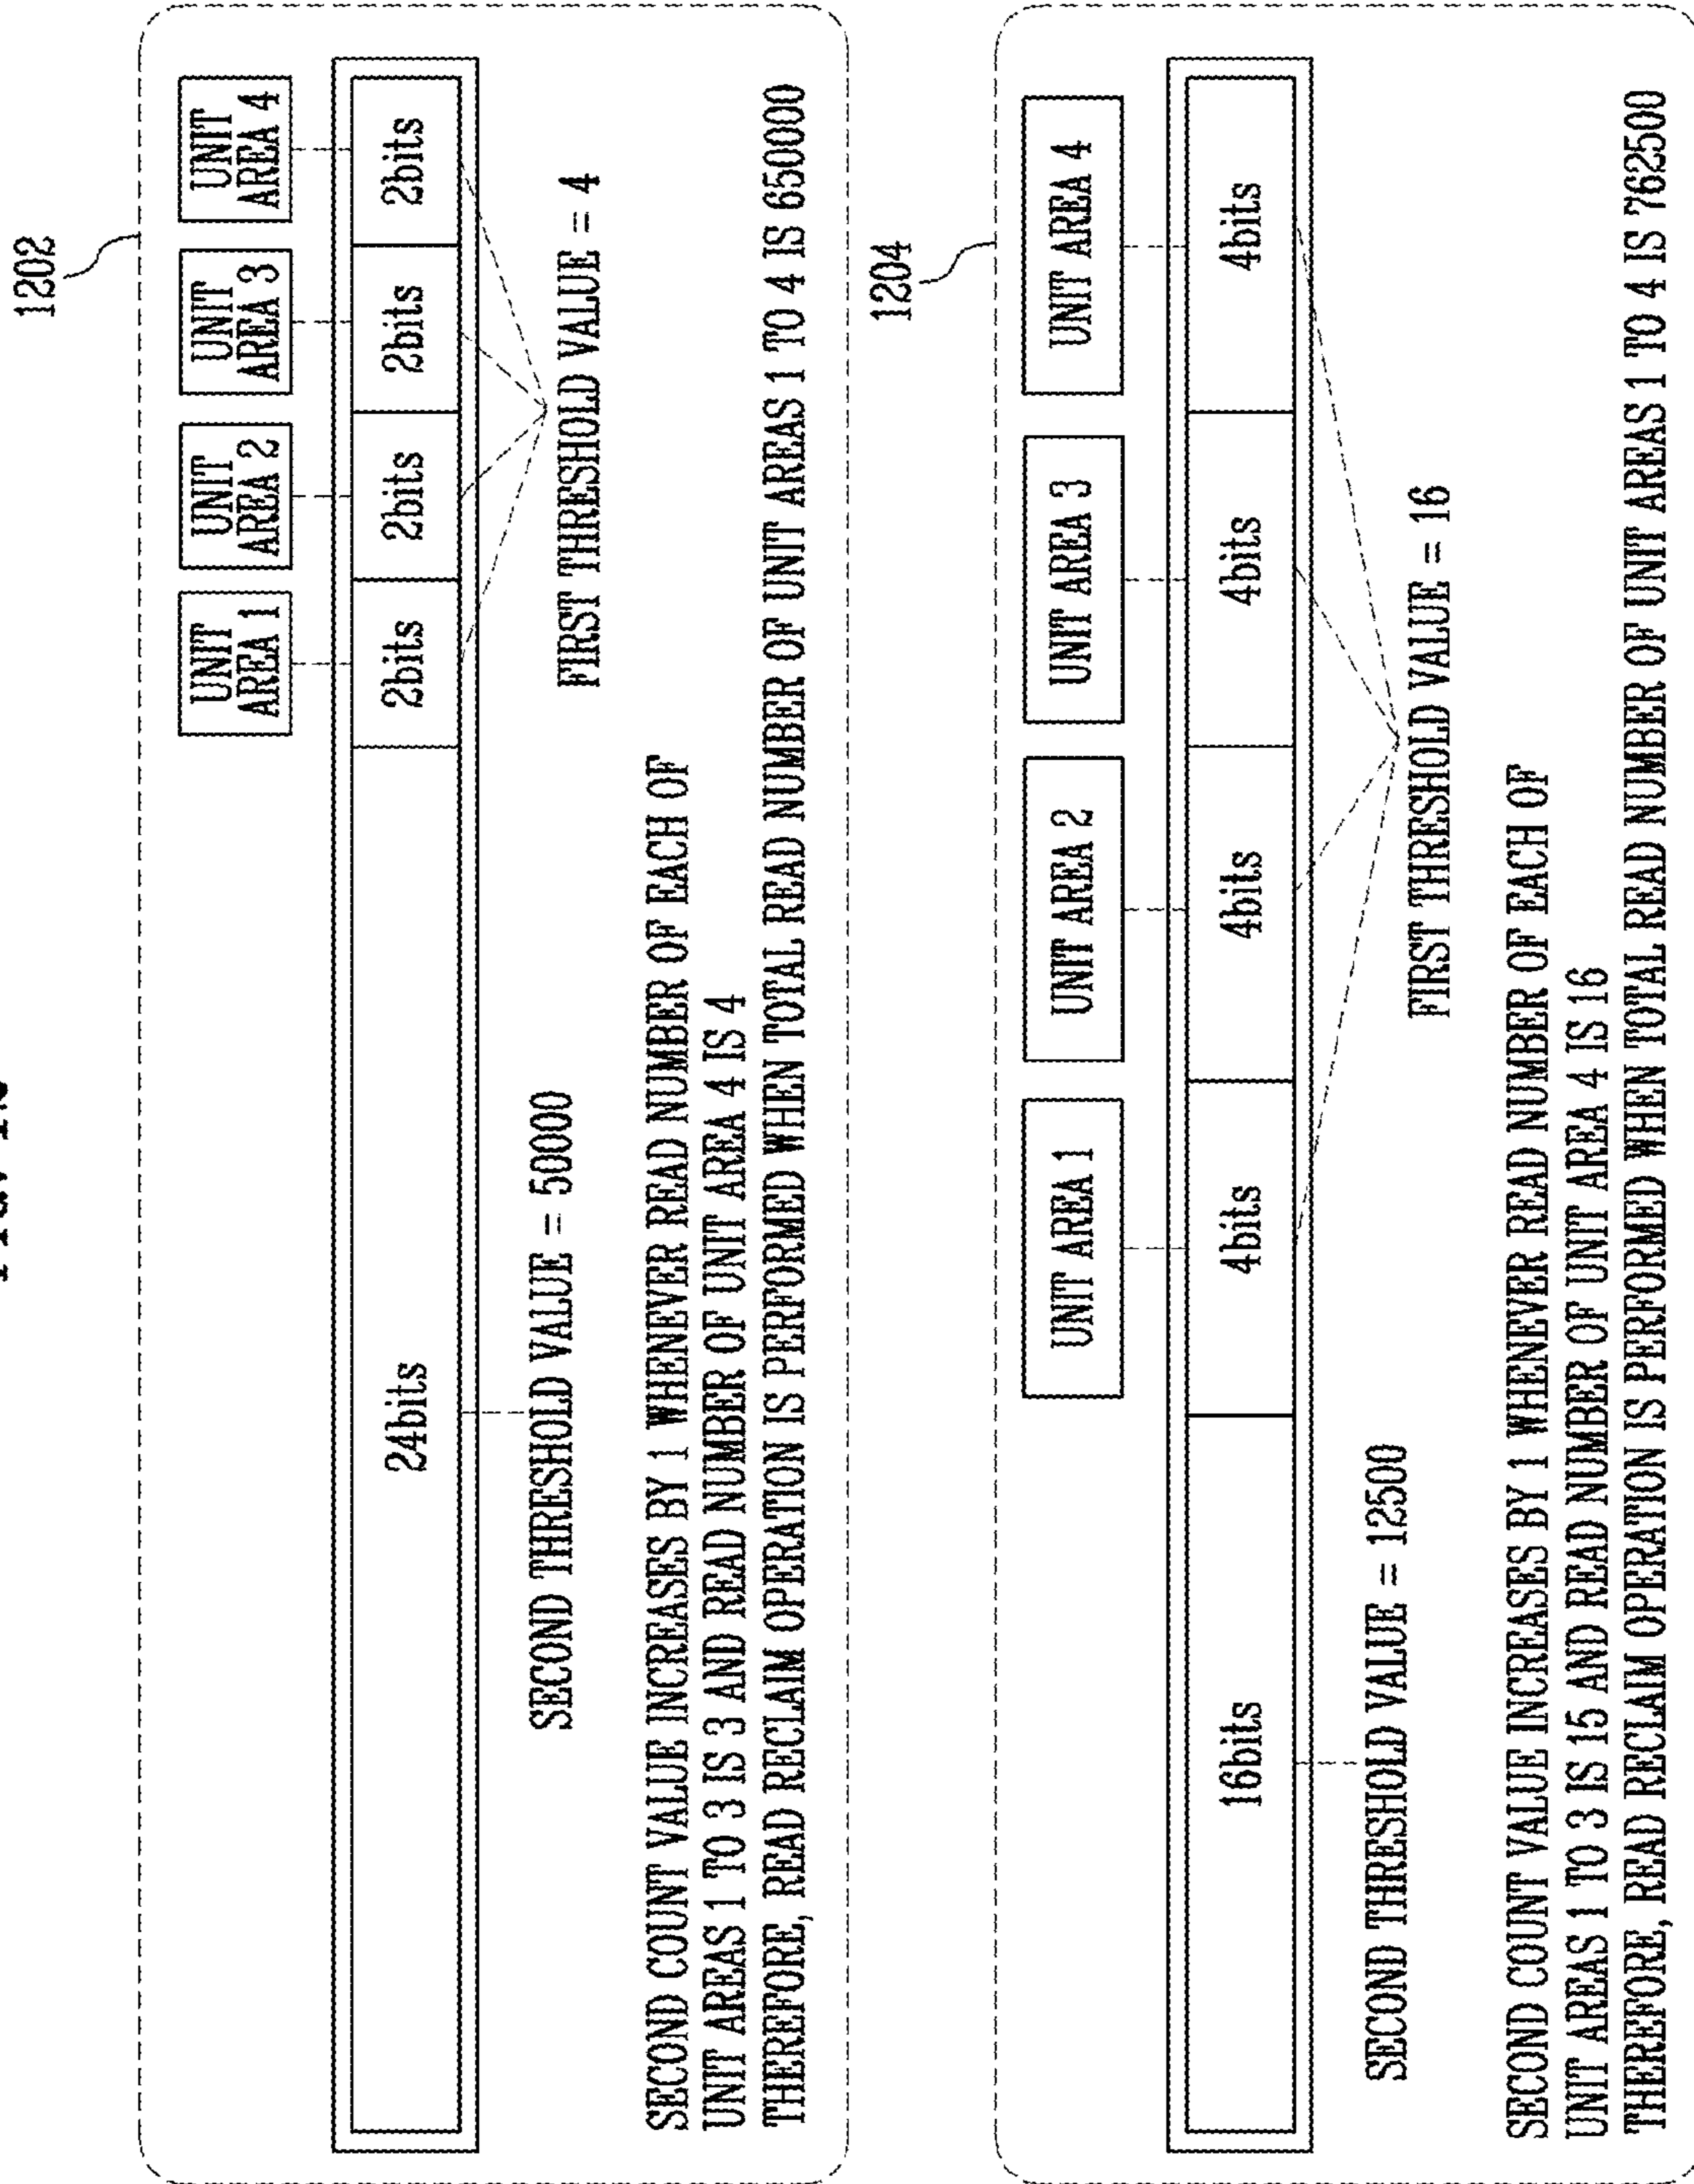 1202
UNIT AREA 1
UNIT AREA 2
UNIT AREA 3
UNIT AREA 4
24bits
2bits
2bits
2bits
2bits
SECOND THRESHOLD VALUE = 50000
FIRST THRESHOLD VALUE = 4
SECOND COUNT VALUE INCREASES BY 1 WHENEVER READ NUMBER OF EACH OF
UNIT AREAS 1 TO 3 IS 3 AND READ NUMBER OF UNIT AREA 4 IS 4
THEREFORE, READ RECLAIM OPERATION IS PERFORMED WHEN TOTAL READ NUMBER OF UNIT AREAS 1 TO 4 IS 65000
1204
UNIT AREA 1
UNIT AREA 2
UNIT AREA 3
UNIT AREA 4
16bits
4bits
4bits
4bits
4bits
SECOND THRESHOLD VALUE = 12500
FIRST THRESHOLD VALUE = 16
SECOND COUNT VALUE INCREASES BY 1 WHENEVER READ NUMBER OF EACH OF
UNIT AREAS 1 TO 3 IS 15 AND READ NUMBER OF UNIT AREA 4 IS 16
THEREFORE, READ RECLAIM OPERATION IS PERFORMED WHEN TOTAL READ NUMBER OF UNIT AREAS 1 TO 4 IS 762500